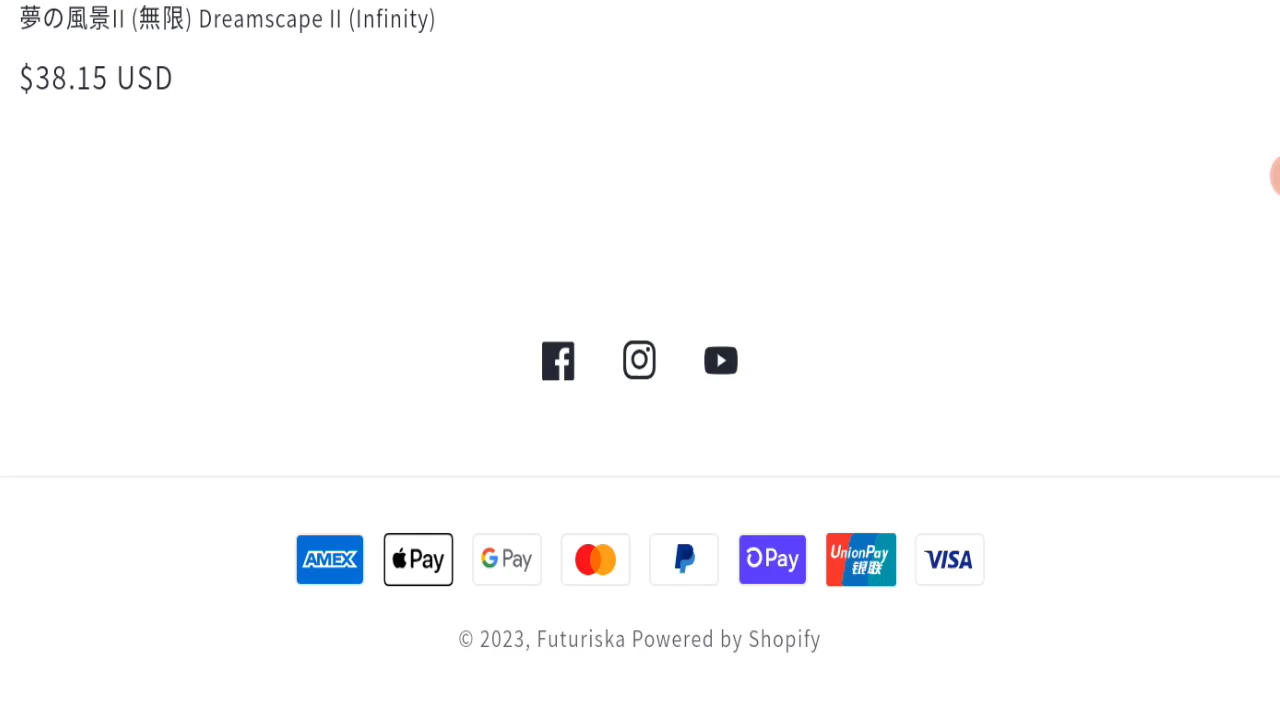 夢の風景II (無限) Dreamscape II (Infinity)
$38.15 USD
AMEX Pay G Pay Pay UnionPay 银联 VISA
© 2023, Futuriska Powered by Shopify